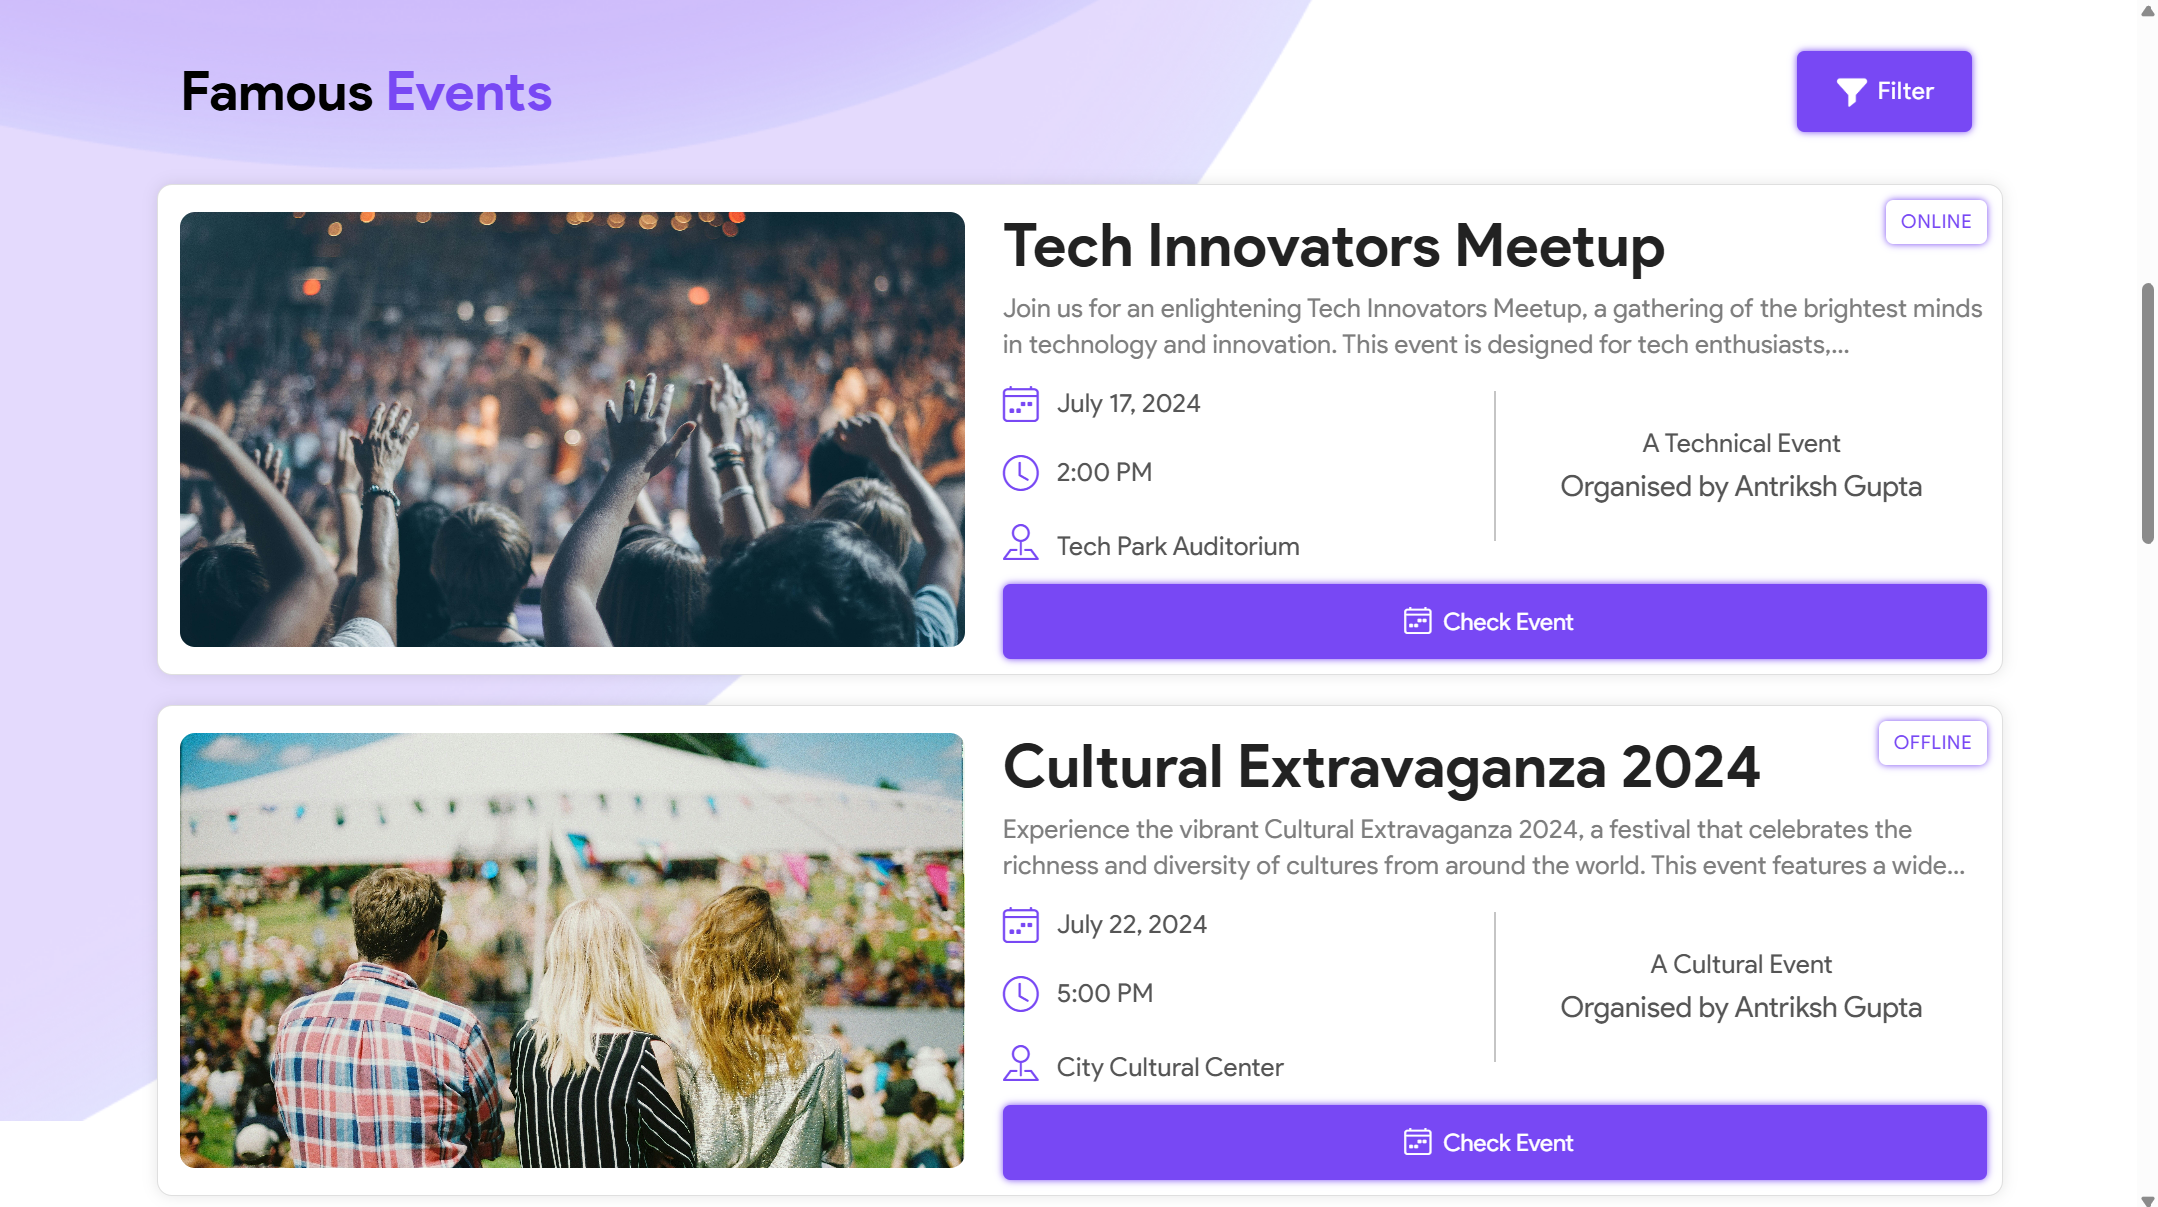 Famous Events
Filter
ONLINE
Tech Innovators Meetup
Join us for an enlightening Tech Innovators Meetup, a gathering of the brightest minds
in technology and innovation. This event is designed for tech enthusiasts,...
July 17, 2024
2:00 PM
Tech Park Auditorium
A Technical Event
Organised by Antriksh Gupta
Check Event
OFFLINE
Cultural Extravaganza 2024
Experience the vibrant Cultural Extravaganza 2024, a festival that celebrates the
richness and diversity of cultures from around the world. This event features a wide...
July 22, 2024
5:00 PM
City Cultural Center
A Cultural Event
Organised by Antriksh Gupta
Check Event